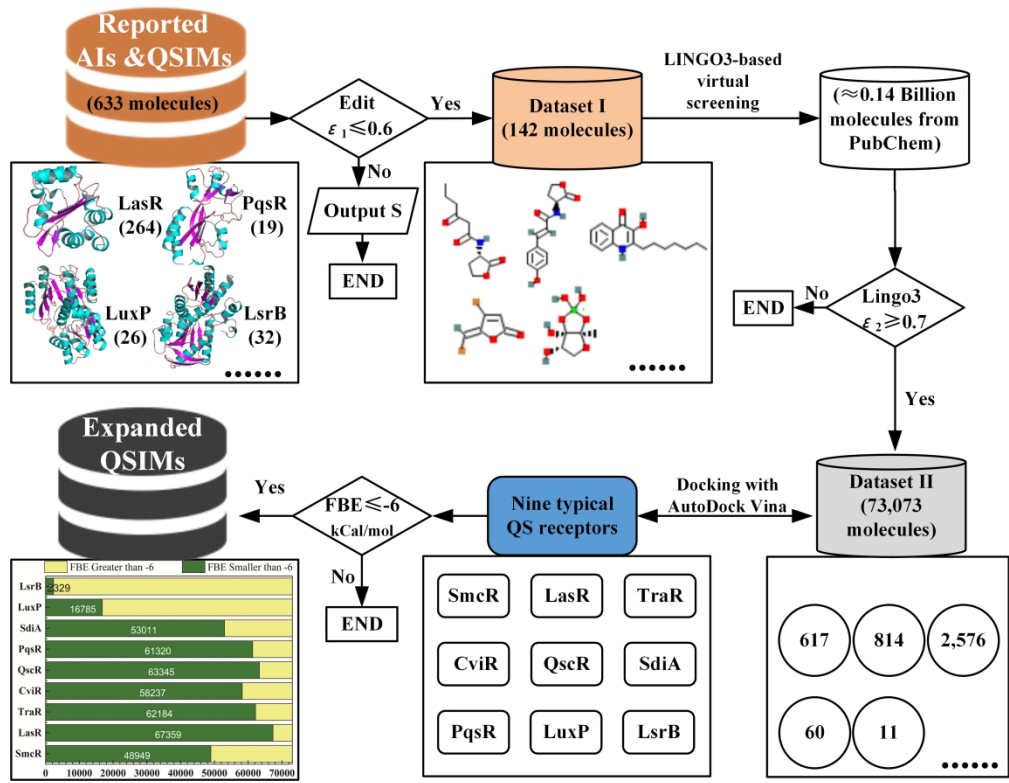 Reported
AIs &QSIMs
(633 molecules)
Edit
ε 1≤0.6
Yes
No
Output S
END
Dataset I
(142 molecules)
LINGO3-based
virtual
screening
(≈0.14 Billion
molecules from
PubChem)
LasR
(264)
PqsR
(19)
LuxP
(26)
LsrB
(32)
••••••
••••••
Lingo3
ε 2≥0.7
No
END
Yes
Dataset II
(73,073
molecules)
Docking with
AutoDock Vina
Nine typical
QS receptors
FBE≤-6
kCal/mol
Yes
No
END
Expanded
QSIMs
FBE Greater than -6
FBE Smaller than -6
LsrB 2329
LuxP 16785
SdiA 53011
PqsR 61320
QscR 63345
CviR 58237
TraR 62184
LasR 67359
SmcR 48949
0 10000 20000 30000 40000 50000 60000 70000
SmcR LasR TraR
CviR QscR SdiA
PqsR LuxP LsrB
617 814 2,576
60 11
••••••